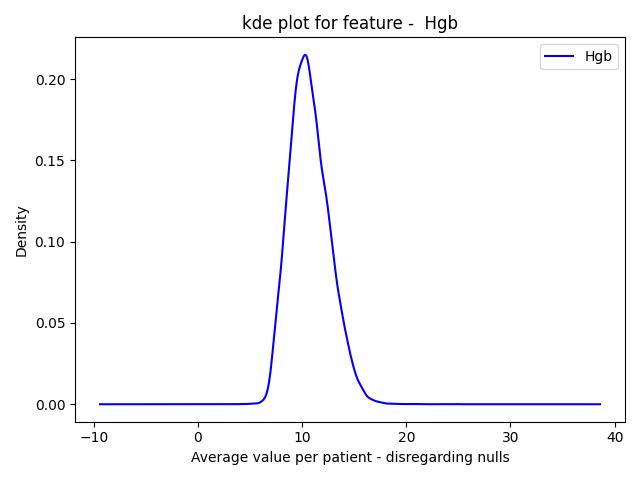 kde plot for feature -  Hgb
Hgb
0.20
0.15
0.10
0.05
0.00
Density
−10
0
10
20
30
40
Average value per patient - disregarding nulls